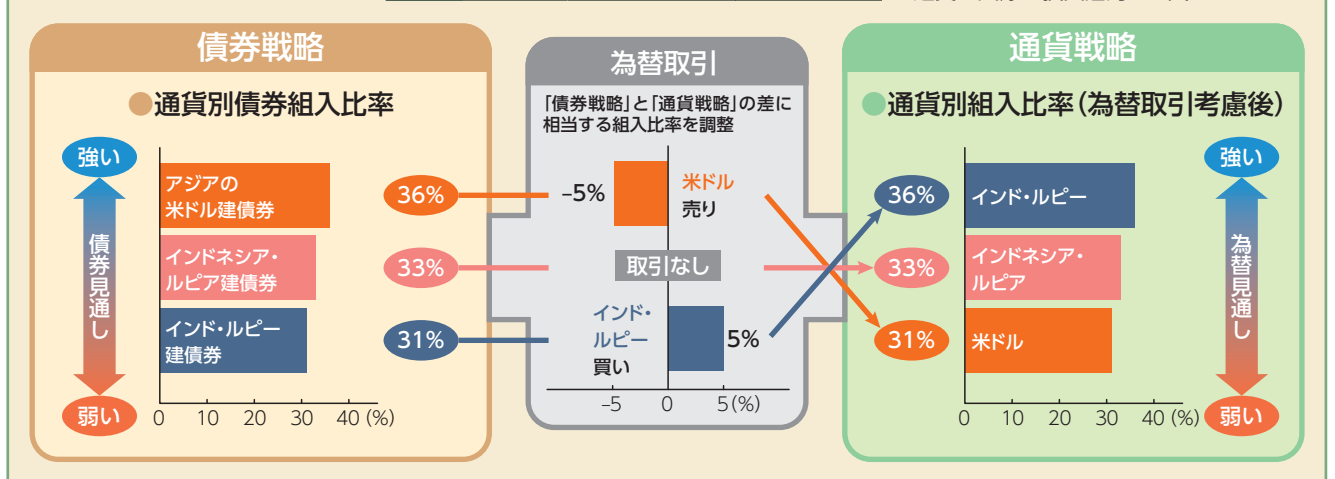 債券戦略
●通貨別債券組入比率
強い
債券見通し
弱い
アジアの
米ドル建債券
インドネシア・
ルピア建債券
インド・ルピー
建債券
0 10 20 30 40 (%)
36%
33%
31%
為替取引
「債券戦略」と「通貨戦略」の差に
相当する組入比率を調整
–5%
米ドル
売り
取引なし
インド・
ルピー
買い
5%
–5 0 5(%)
通貨戦略
●通貨別組入比率(為替取引考慮後)
36%
33%
31%
インド・ルピー
インドネシア・
ルピア
米ドル
0 10 20 30 40 (%)
強い
為替見通し
弱い